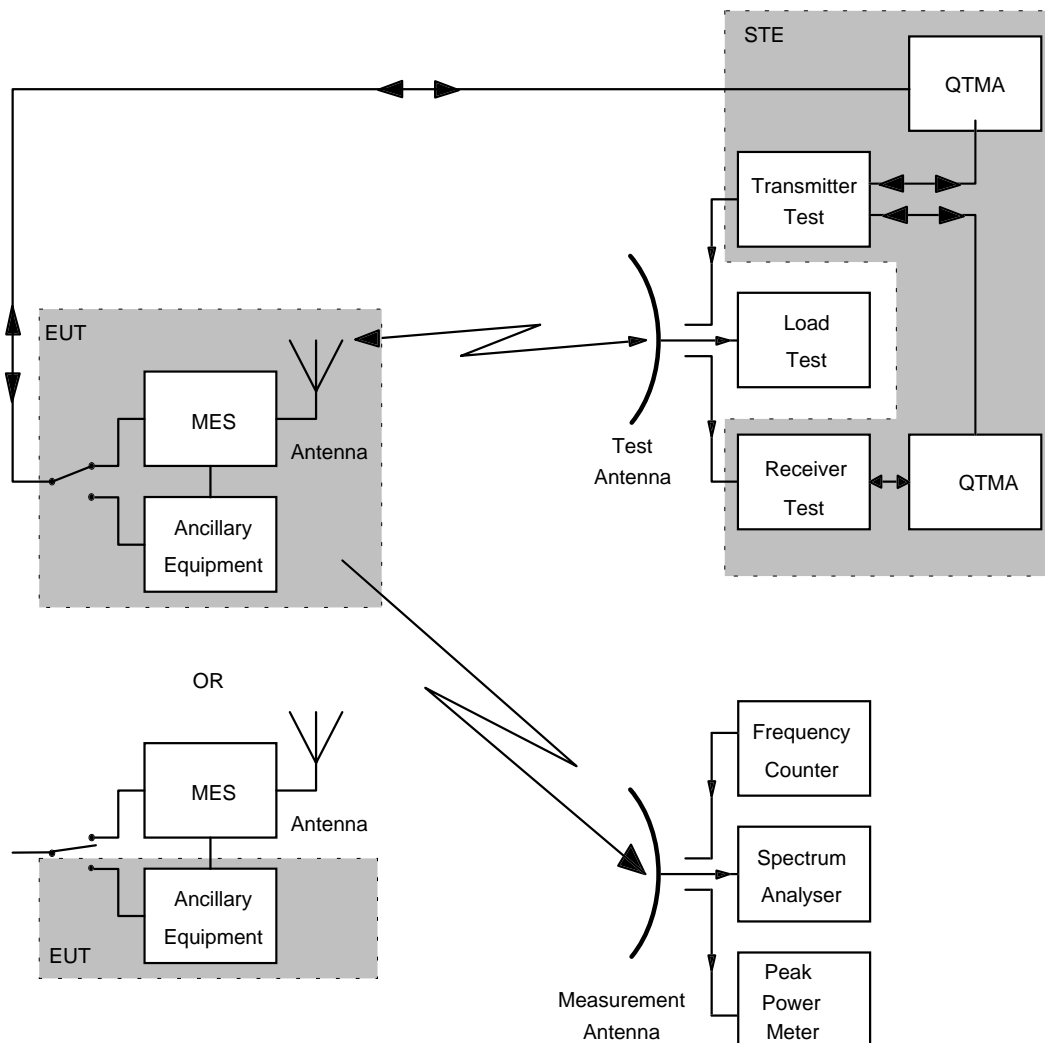 STE
QTMA
Transmitter
Test
EUT
Load
Test
MES
Antenna
Test
Antenna
Receiver
Test
QTMA
Ancillary
Equipment
OR
MES
Antenna
Frequency
Counter
Spectrum
Analyser
Ancillary
Equipment
EUT
Measurement
Antenna
Peak
Power
Meter